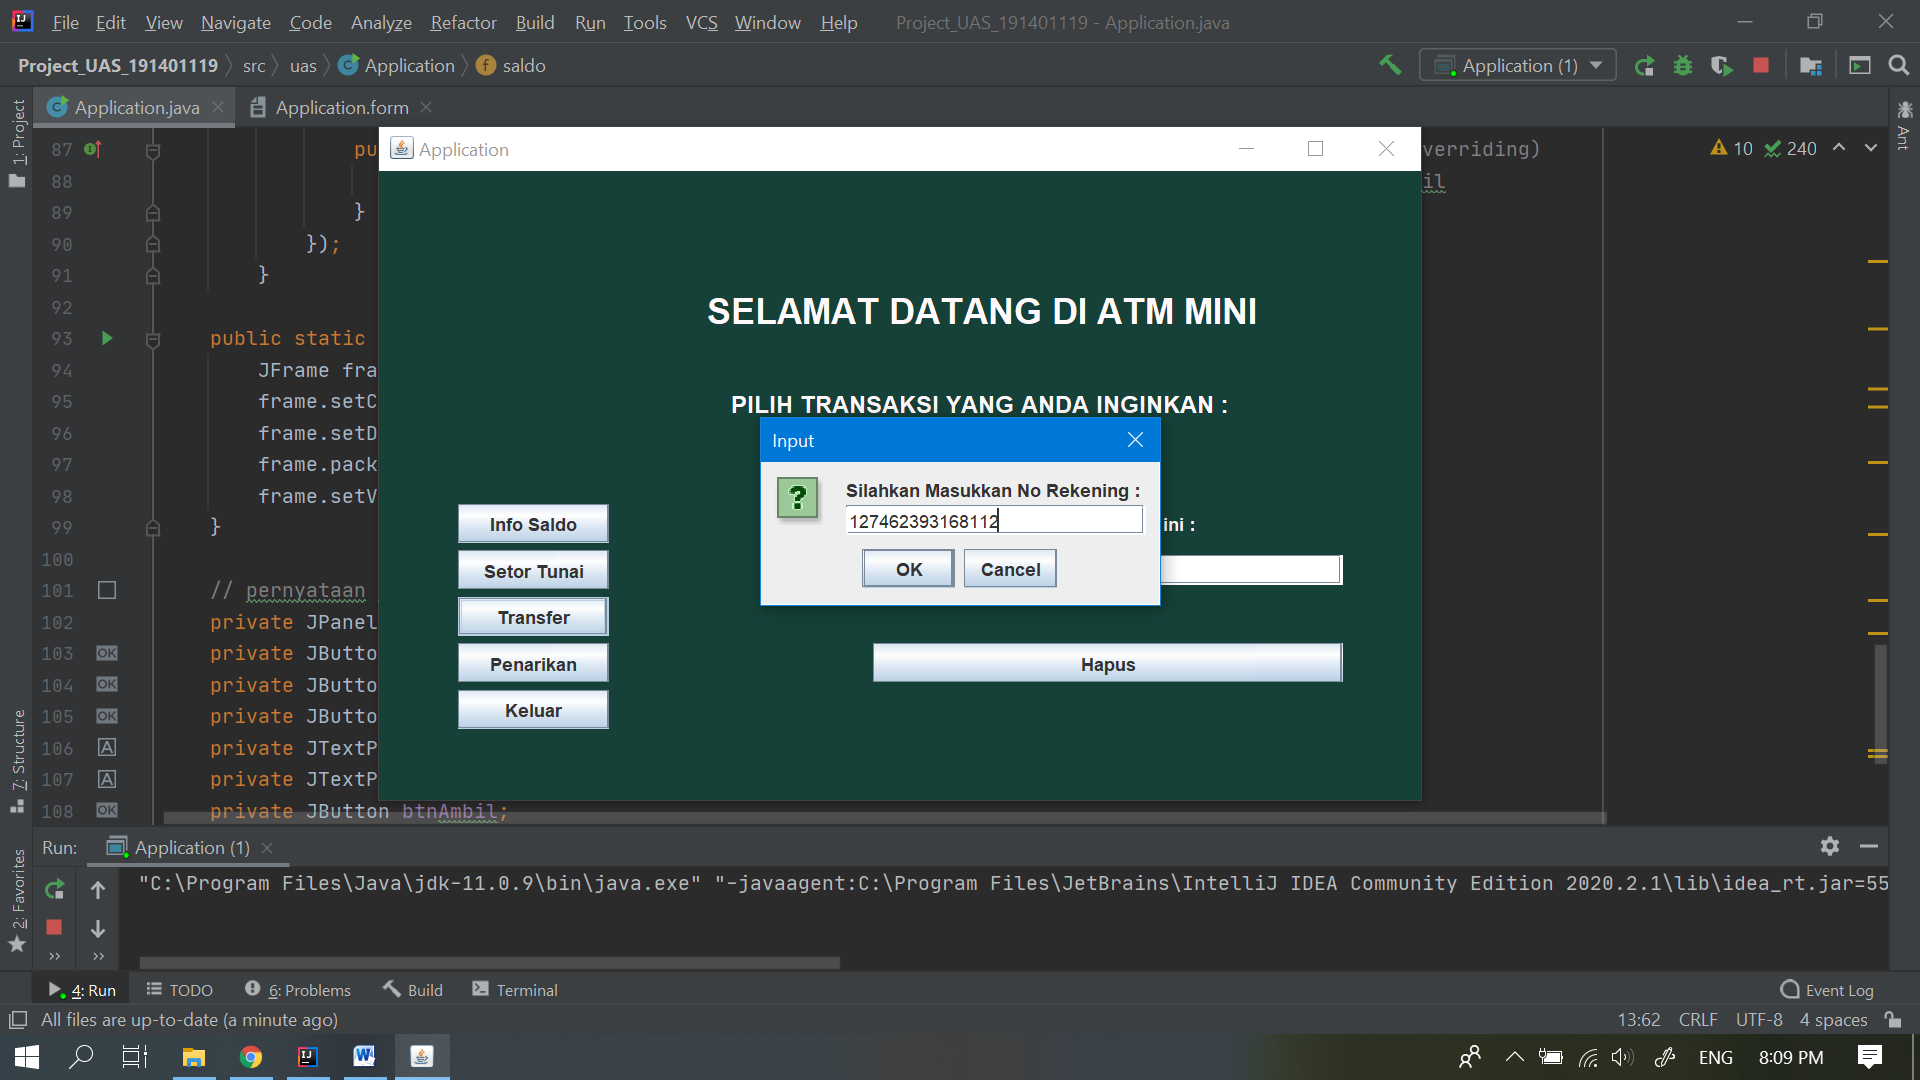 File Edit View Navigate Code Analyze Refactor Build Run Tools VCS Window Help Project_UAS_191401119 - Application.java
Project_UAS_191401119 src uas Application saldo Application (1)
Application.java Application.form
1: Project
Ant
7: Structure
2: Favorites
87 pu verriding) 10 240
88 il
89 }
90 });
91 }
92
93 public static
94 JFrame fra
95 frame.setC
96 frame.setD
97 frame.pack
98 frame.setV
99 }
100
101 // pernyataan
102 private JPanel
103 private JButto
104 private JButto
105 private JButto
106 private JTextP
107 private JTextP
108 private JButton btnAmbil;
Application
SELAMAT DATANG DI ATM MINI
PILIH TRANSAKSI YANG ANDA INGINKAN :
Input
Silahkan Masukkan No Rekening :
127462393168112
OK Cancel
ini :
Info Saldo
Setor Tunai
Transfer
Penarikan
Keluar
Hapus
Run: Application (1)
"C:\Program Files\Java\jdk-11.0.9\bin\java.exe" "-javaagent:C:\Program Files\JetBrains\IntelliJ IDEA Community Edition 2020.2.1\lib\idea_rt.jar=55
4: Run TODO 6: Problems Build Terminal Event Log
All files are up-to-date (a minute ago) 13:62 CRLF UTF-8 4 spaces
ENG 8:09 PM